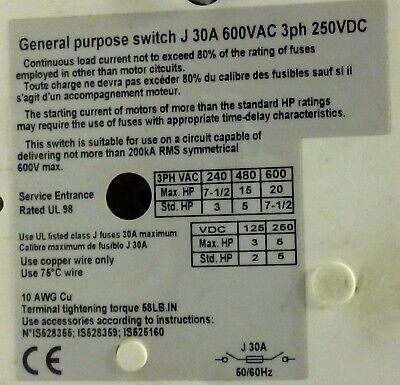 General purpose switch J 30A 600VAC 3ph 250VDC
Continuous load current not to exceed 80% of the rating of fuses
employed in other than motor citcuits.
Toute charge ne devra pas exceder 80% du calibre des fusibles sauf si il
s'agit d'un accompagnement moteur.
The starting current of motors of more than the standard HP ratings
may require the use of fuses with appropriate time-delay characteristics.
This switch is suitable for use on a circuit capable of
delivering not more than 200kA RMS symmetrical
600V max.
3PH VAC 240 480 600
Max. HP 7-1/2 15 20
Std. HP 3 5 7-1/2
Service Entrance
Rated UL 98
Use UL listed class J fuses 30A maximum
Calibre maximum de fusible J 30A
VDC 125 250
Max. HP 3 5
Std. HP 2 5
Use copper wire only
Use 75°C wire
10 AWG Cu
Terminal tightening torque 58LB.IN
Use accessories according to instructions:
N°IS528355; IS528359; IS525160
CE
J 30A
50/60Hz